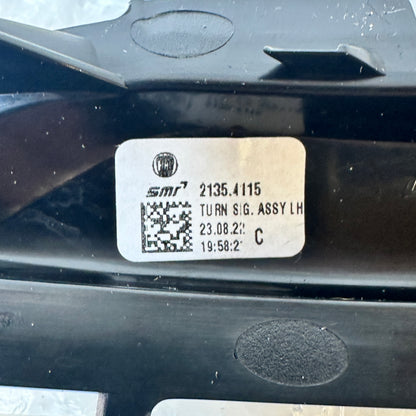 smr 2135.4115
TURN SIG. ASSY LH
23.08.22
19:58:2
C